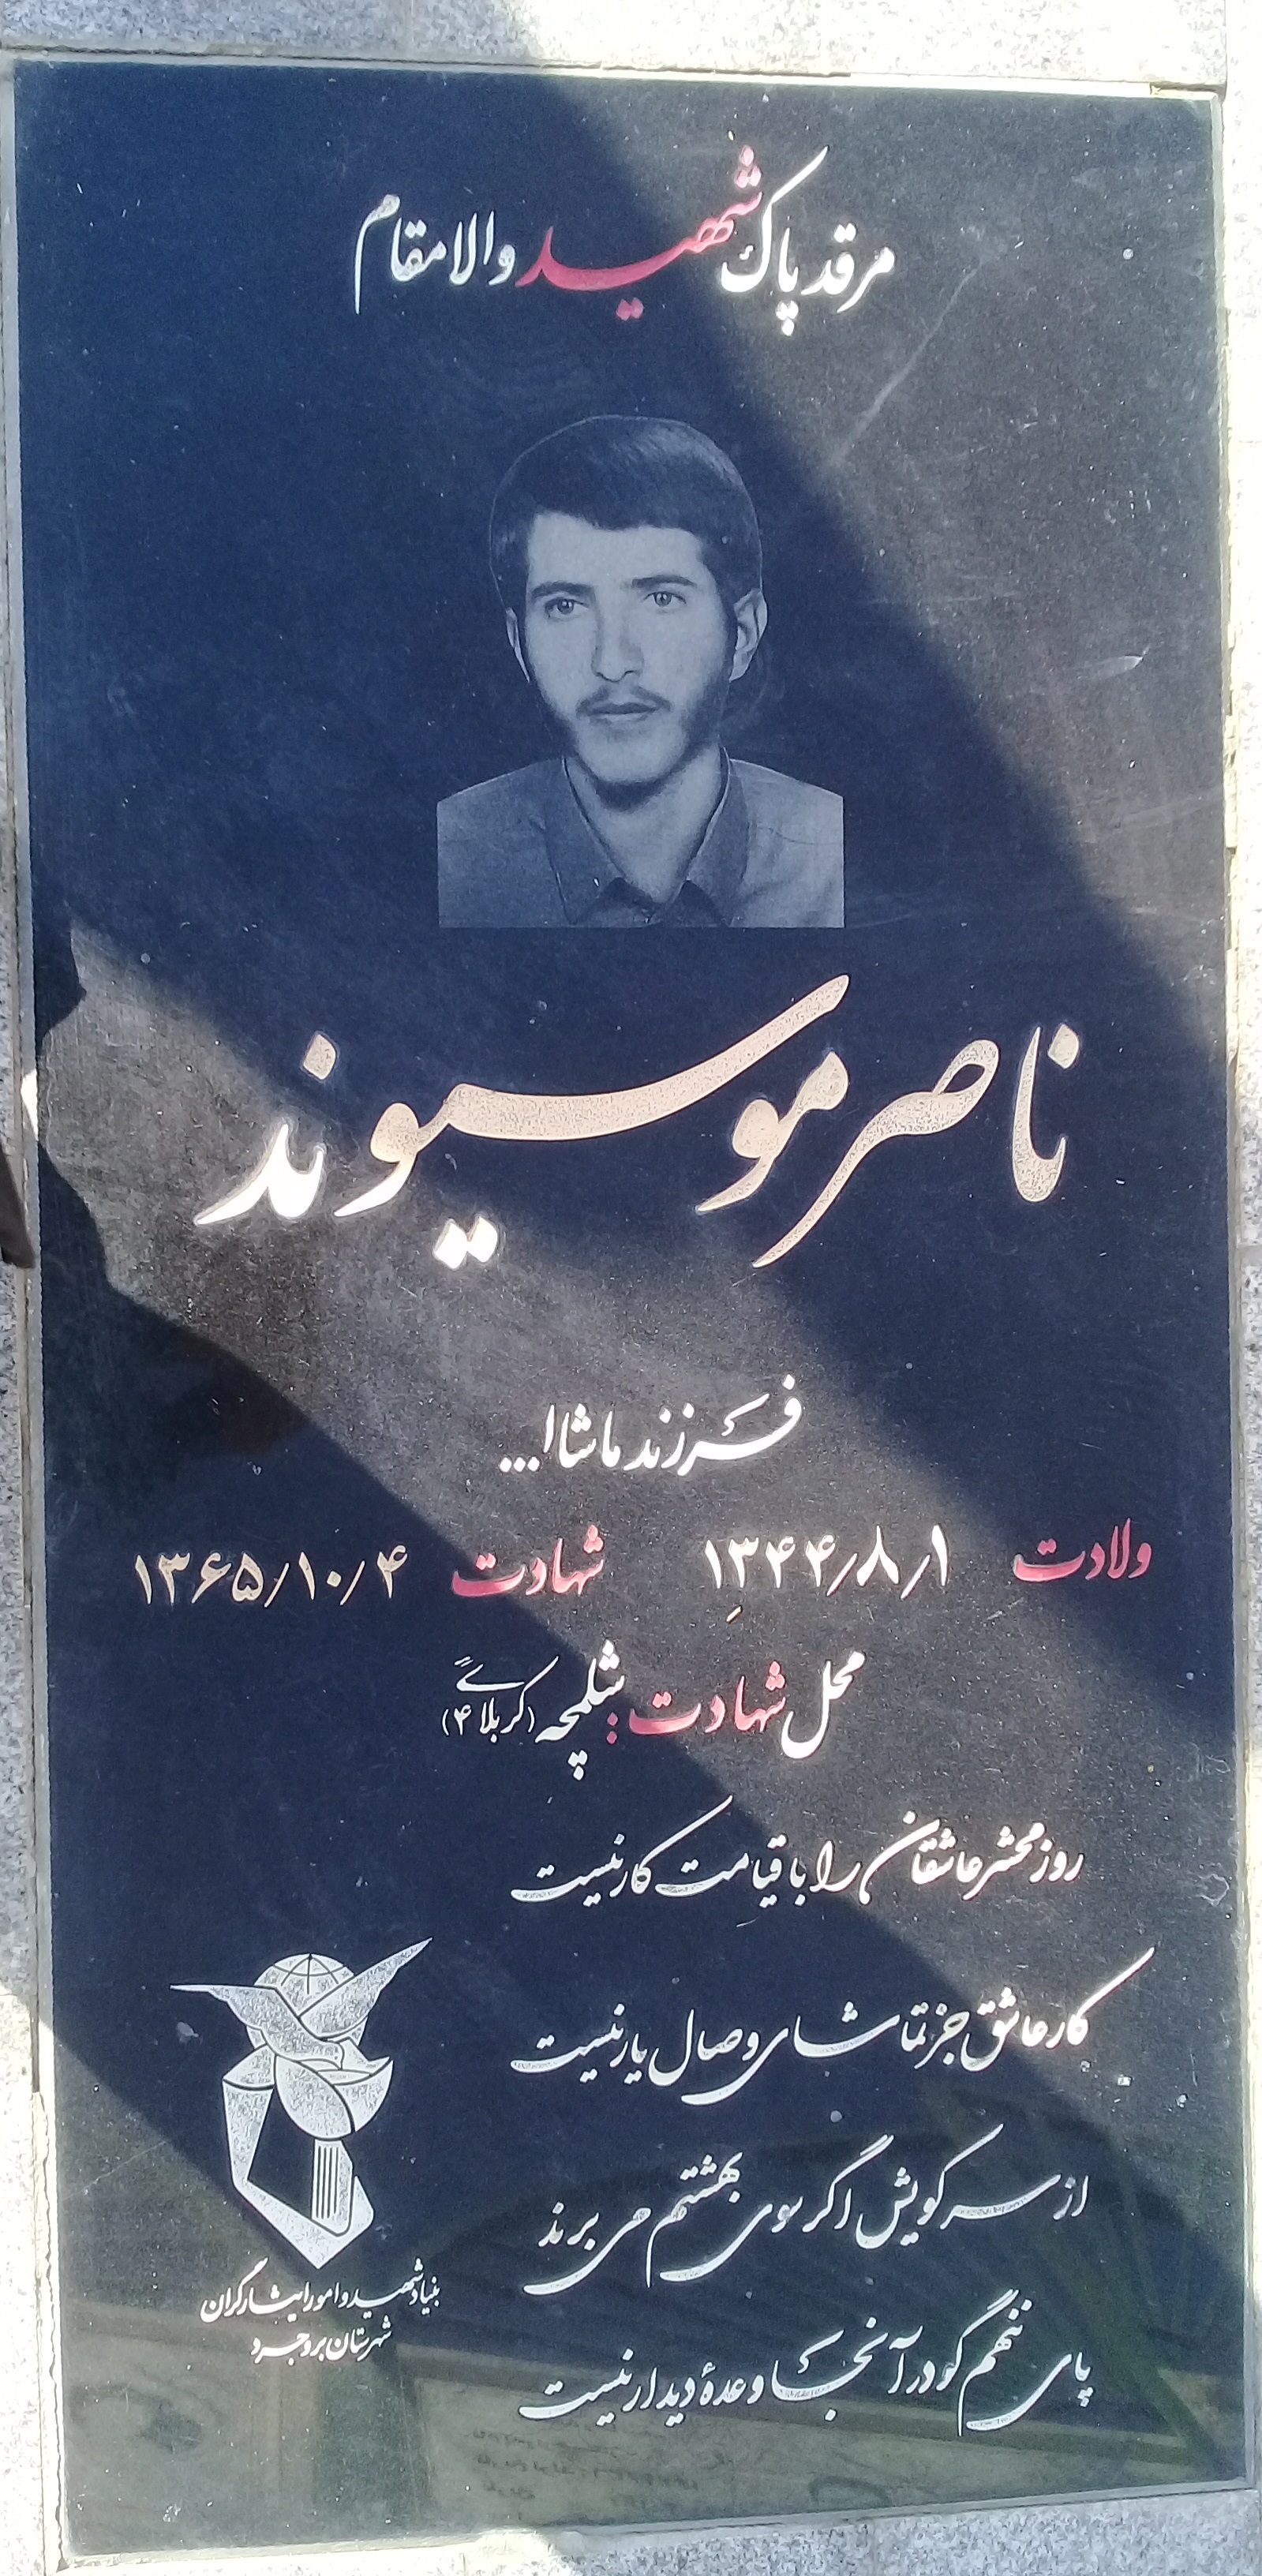 مرقد پاک شهید والامقام
ناصر موسیوند
فرزند ماشاا...
ولادت ۱۳۴۴/۸/۱ شهادت ۱۳۶۵/۱۰/۴
محل شهادت: شلمچه (کربلای ۴)
روز محشر عاشقان را با قیامت کار نیست
کار عاشق جز تماشای وصال یار نیست
از سر کویش اگر سوی بهشتم می برند
پای ننهم گو در آنجا وعدهٔ دیدار نیست
بنیاد شهید و امور ایثارگران
شهرستان بروجرد